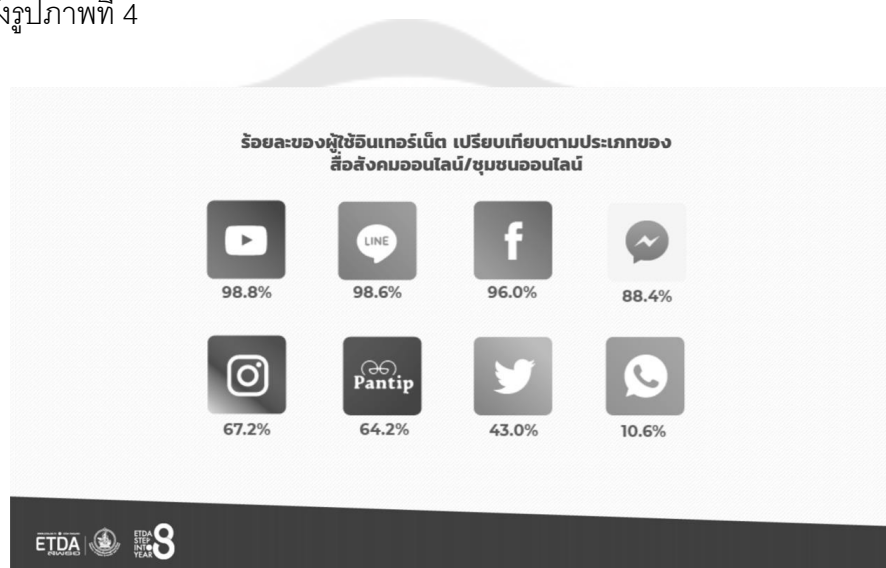 งรูปภาพที่ 4
ร้อยละของผู้ใช้อินเทอร์เน็ต เปรียบเทียบตามประเภทของ
สื่อสังคมออนไลน์/ชุมชนออนไลน์
LINE
f
98.8% 98.6% 96.0% 88.4%
Pantip
67.2% 64.2% 43.0% 10.6%
ETDA
ETDA
STEP
INTO
YEAR 8